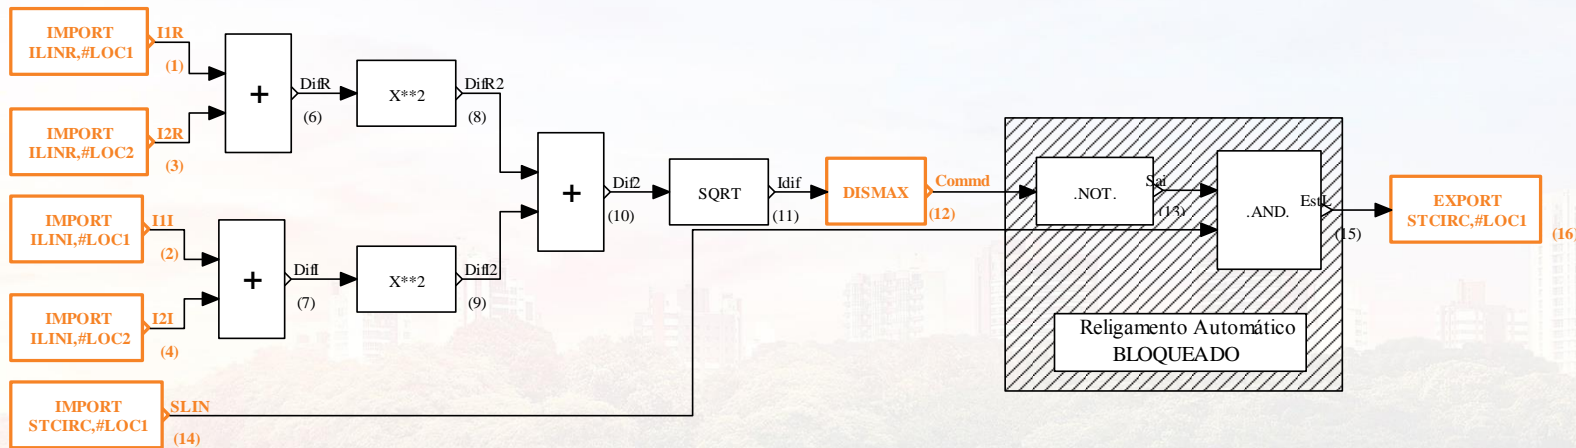 IMPORT
ILINR,#LOC1
I1R
(1)
IMPORT
ILINR,#LOC2
I2R
(3)
+
DifR
(6)
X**2
DifR2
(8)
IMPORT
ILINI,#LOC1
I1I
(2)
IMPORT
ILINI,#LOC2
I2I
(4)
+
DifI
(7)
X**2
DifI2
(9)
+
Dif2
(10)
SQRT
Idif
(11)
DISMAX
Commd
(12)
.NOT.
Sai
(13)
.AND.
EstL
(15)
EXPORT
STCIRC,#LOC1
(16)
Religamento Automático
BLOQUEADO
IMPORT
STCIRC,#LOC1
SLIN
(14)